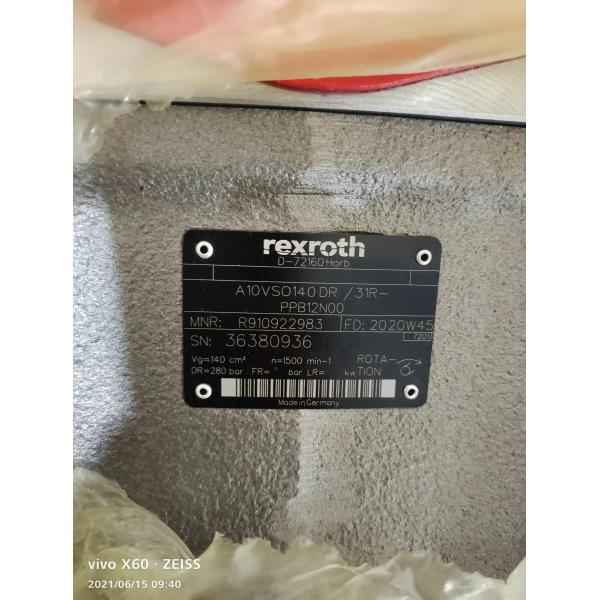 rexroth
D-72160 Horb
A10VSO140 DR /31R-
PPB12N00
MNR: R910922983 FD: 2020W45
SN: 36380936 7201
Vg=140 cm³ n=1500 min-1 ROTA-
DR=280 bar FR= bar LR= kW TION
Made in Germany
vivo X60 · ZEISS
2021/06/15 09:40